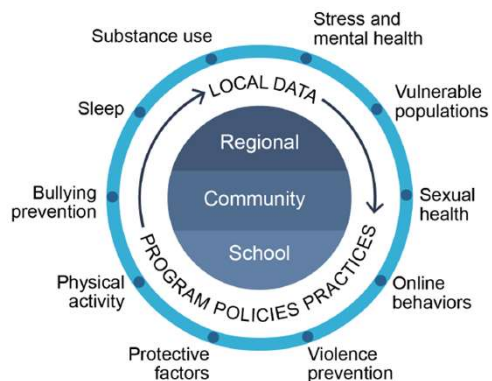 Substance use
Stress and
mental health
Sleep
LOCAL DATA
Vulnerable
populations
Regional
Bullying
prevention
Community
Sexual
health
School
PROGRAM POLICIES PRACTICES
Physical
activity
Online
behaviors
Protective
factors
Violence
prevention